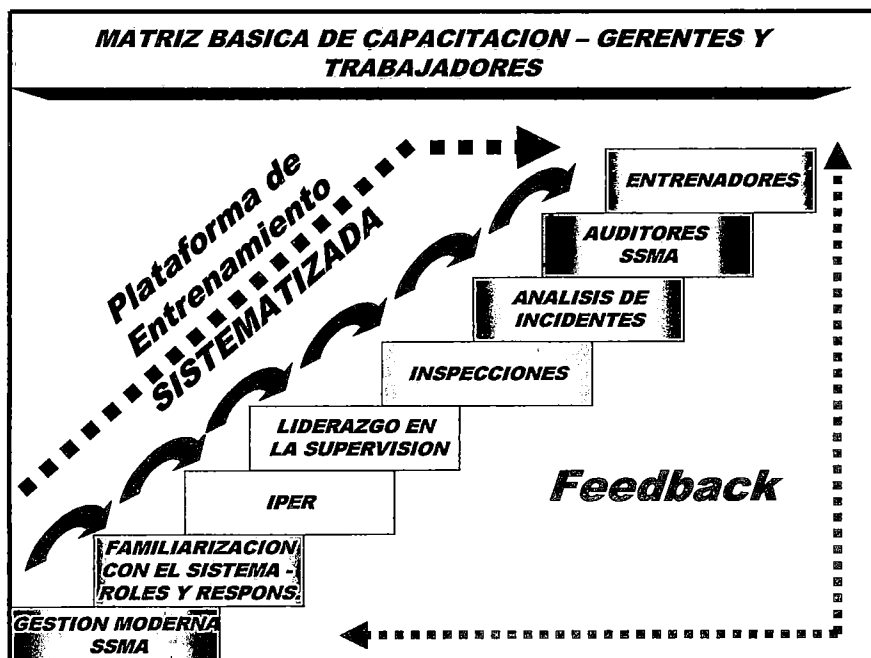 MATRIZ BASICA DE CAPACITACION – GERENTES Y
TRABAJADORES
Plataforma de
Entrenamiento
SISTEMATIZADA
ENTRENADORES
AUDITORES
SSMA
ANALISIS DE
INCIDENTES
INSPECCIONES
LIDERAZGO EN
LA SUPERVISION
IPER
FAMILIARIZACION
CON EL SISTEMA -
ROLES Y RESPONS.
GESTION MODERNA
SSMA
Feedback